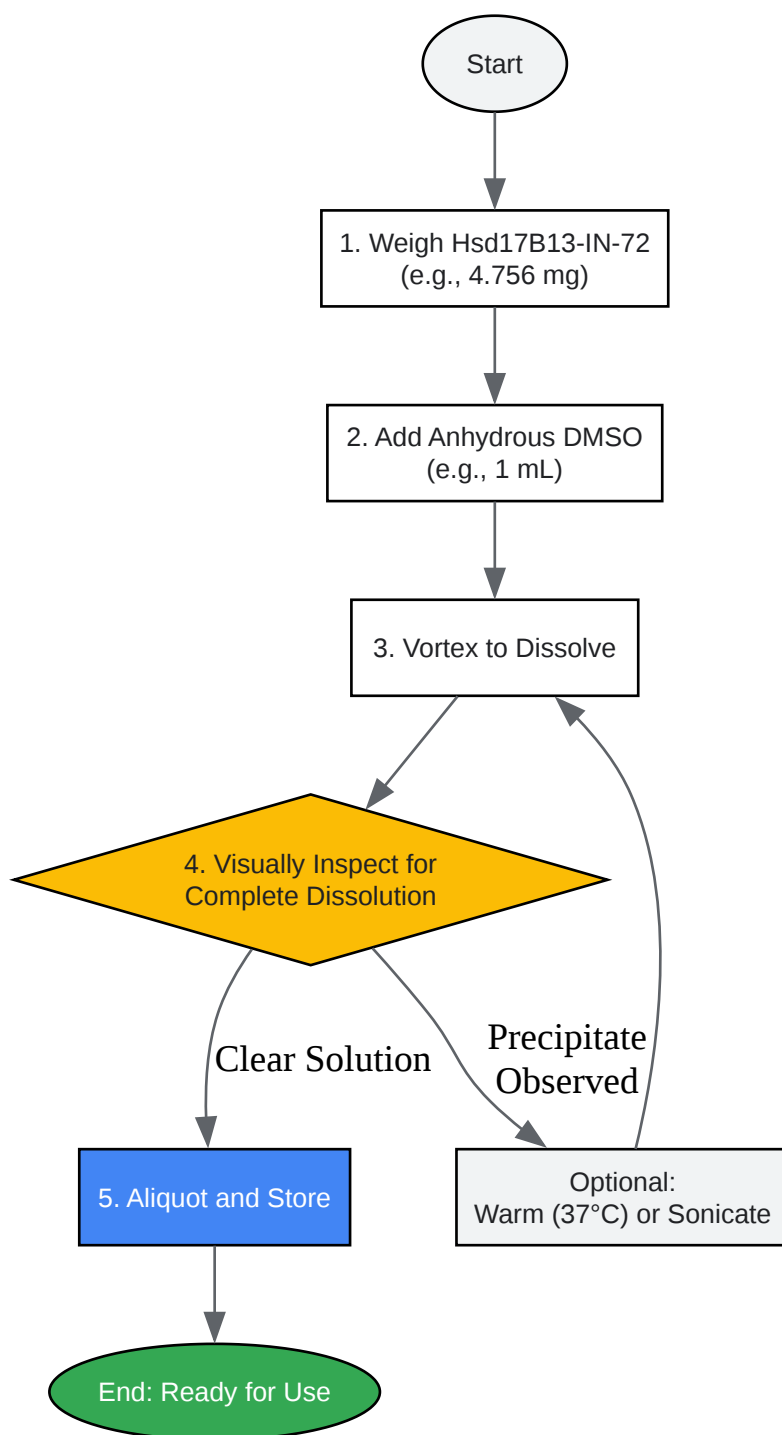 Start
1. Weigh Hsd17B13-IN-72
(e.g., 4.756 mg)
2. Add Anhydrous DMSO
(e.g., 1 mL)
3. Vortex to Dissolve
4. Visually Inspect for
Complete Dissolution
Clear Solution
Precipitate
Observed
5. Aliquot and Store
Optional:
Warm (37°C) or Sonicate
End: Ready for Use